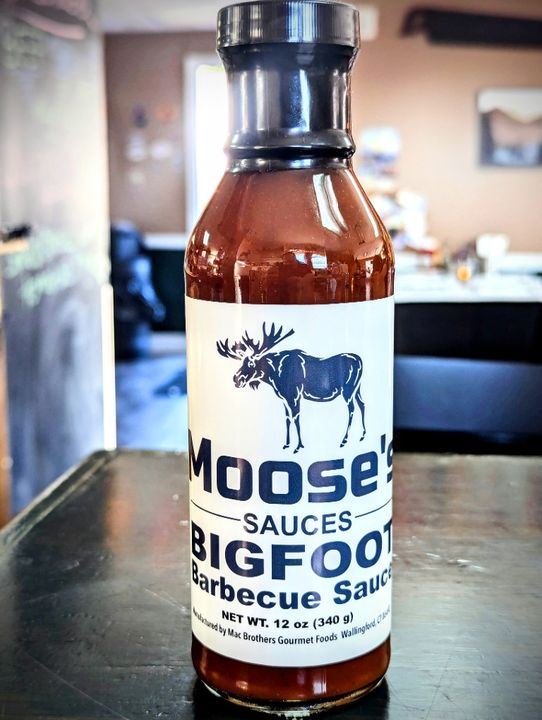 Moose's
SAUCES
BIGFOOT
Barbecue Sauce
NET WT. 12 oz (340 g)
Manufactured by Mac Brothers Gourmet Foods Wallingford, CT